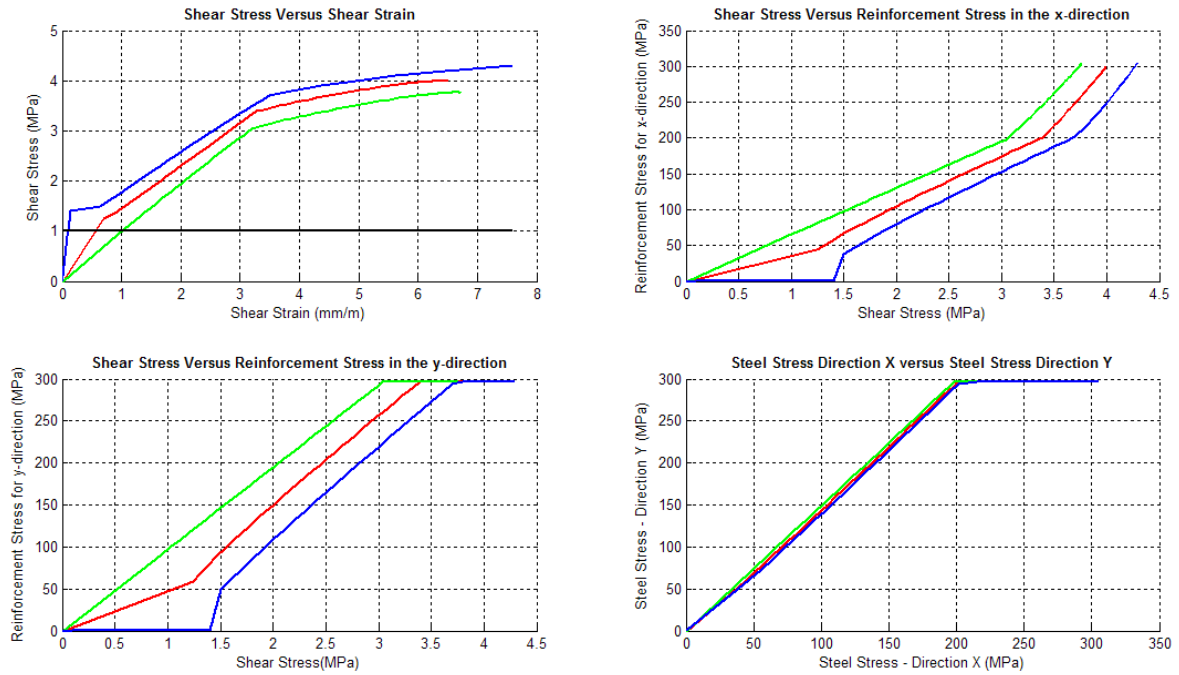 Shear Stress Versus Shear Strain
Shear Stress (MPa)
5
4
3
2
1
0
0 1 2 3 4 5 6 7 8
Shear Strain (mm/m)
Shear Stress Versus Reinforcement Stress in the x-direction
Reinforcement Stress for x-direction (MPa)
350
300
250
200
150
100
50
0
0 0.5 1 1.5 2 2.5 3 3.5 4 4.5
Shear Stress (MPa)
Shear Stress Versus Reinforcement Stress in the y-direction
Reinforcement Stress for y-direction (MPa)
300
250
200
150
100
50
0
0 0.5 1 1.5 2 2.5 3 3.5 4 4.5
Shear Stress(MPa)
Steel Stress Direction X versus Steel Stress Direction Y
Steel Stress - Direction Y (MPa)
300
250
200
150
100
50
0
0 50 100 150 200 250 300 350
Steel Stress - Direction X (MPa)